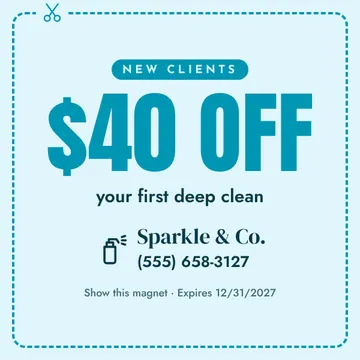 NEW CLIENTS
$40 OFF
your first deep clean
Sparkle & Co.
(555) 658-3127
Show this magnet · Expires 12/31/2027